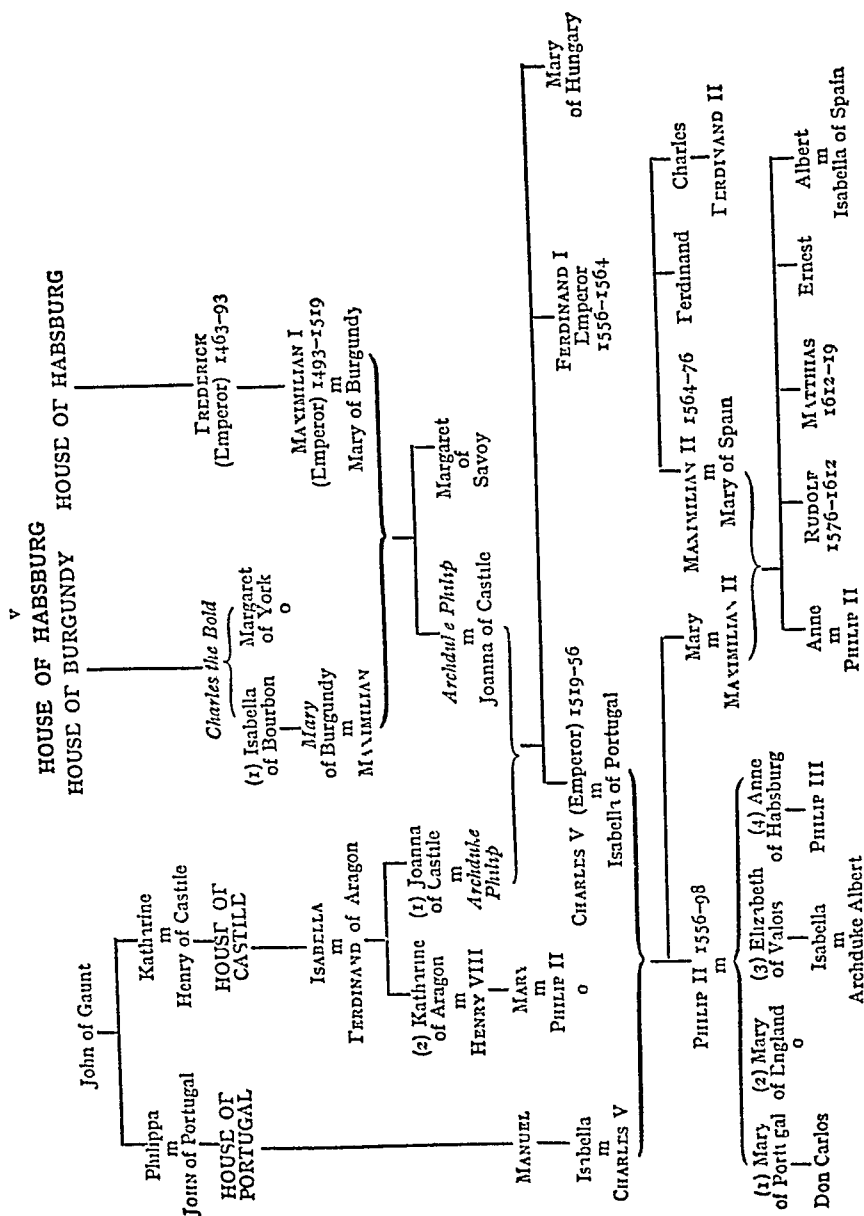 v
HOUSE OF HABSBURG
HOUSE OF BURGUNDY
HOUSE OF HABSBURG
John of Gaunt
Philippa
m
JOHN of Portugal
HOUSE OF
PORTUGAL
Katharine
m
Henry of Castile
HOUSE OF
CASTILE
Charles the Bold
(1) Isabella
of Bourbon
Margaret
of York
o
Mary
of Burgundy
m
MAXIMILIAN
FREDERICK
(Emperor) 1463-93
MAXIMILIAN I
(Emperor) 1493-1519
m
Mary of Burgundy
ISABELLA
m
FERDINAND of Aragon
(2) Katharine
of Aragon
m
HENRY VIII
(1) Joanna
of Castile
m
Archduke
Philip
MARY
m
PHILIP II
o
Archduke Philip
m
Joanna of Castile
Margaret
of
Savoy
MANUEL
Isabella
m
CHARLES V
CHARLES V (Emperor) 1519-56
m
Isabella of Portugal
FERDINAND I
Emperor
1556-1564
Mary
of Hungary
PHILIP II 1556-98
m
Mary
m
MAXIMILIAN II
MAXIMILIAN II 1564-76
m
Mary of Spain
Ferdinand
Charles
FERDINAND II
(1) Mary
of Portugal
Don Carlos
(2) Mary
of England
o
(3) Elizabeth
of Valois
Isabella
m
Archduke Albert
(4) Anne
of Habsburg
PHILIP III
Anne
m
PHILIP II
RUDOLF
1576-1612
MATTHIAS
1612-19
Ernest
Albert
m
Isabella of Spain